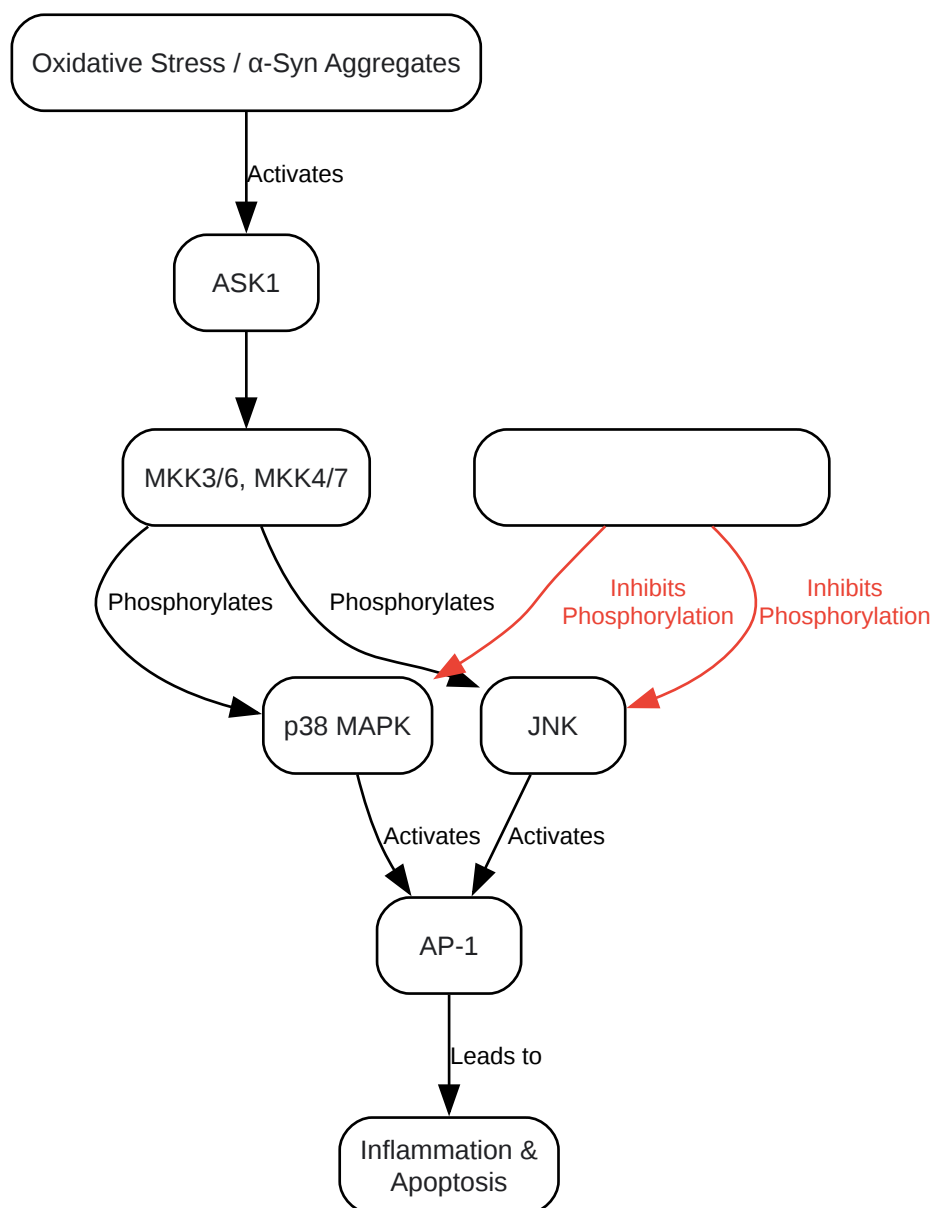 Oxidative Stress / α-Syn Aggregates
Activates
ASK1
MKK3/6, MKK4/7
Phosphorylates
Phosphorylates
Inhibits
Phosphorylation
Inhibits
Phosphorylation
p38 MAPK
JNK
Activates
Activates
AP-1
Leads to
Inflammation &
Apoptosis